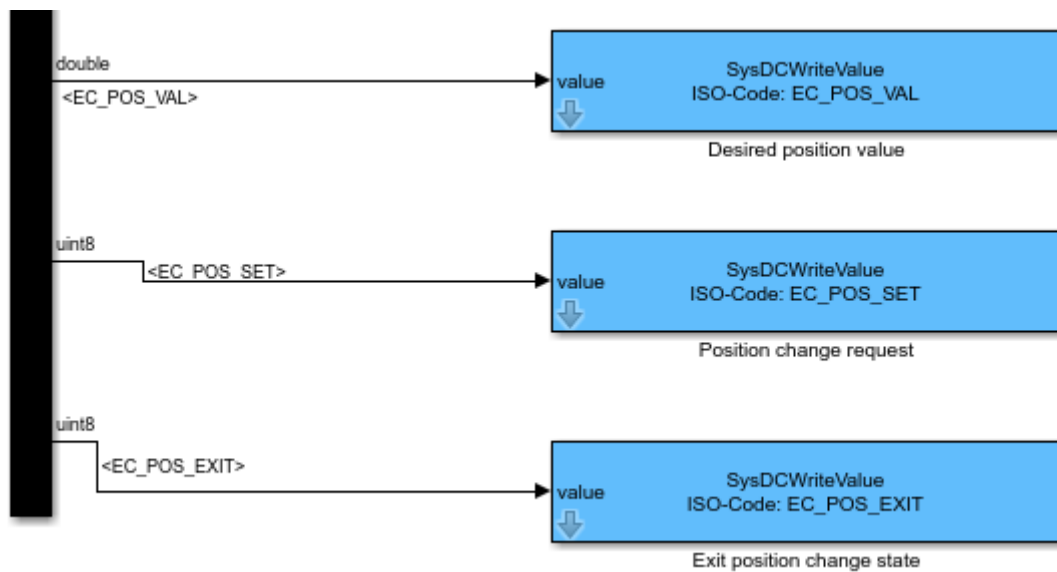 double
<EC_POS_VAL>
value
SysDCWriteValue
ISO-Code: EC_POS_VAL
Desired position value
uint8
<EC_POS_SET>
value
SysDCWriteValue
ISO-Code: EC_POS_SET
Position change request
uint8
<EC_POS_EXIT>
value
SysDCWriteValue
ISO-Code: EC_POS_EXIT
Exit position change state